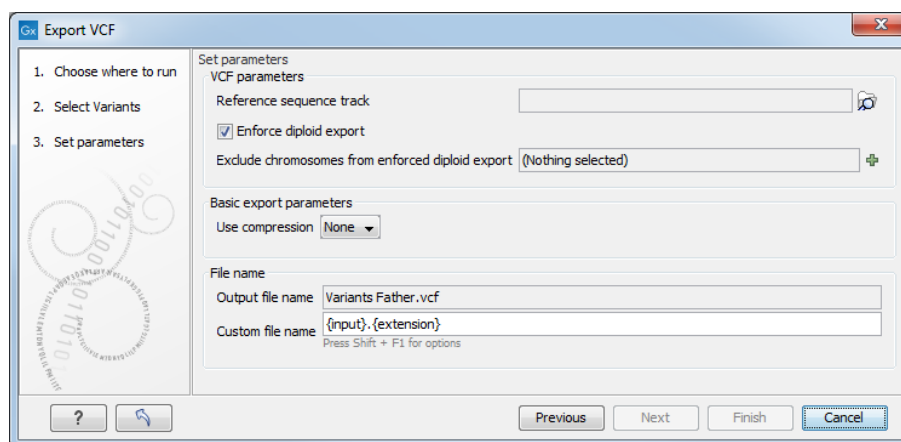 Gx Export VCF
1. Choose where to run
2. Select Variants
3. Set parameters
Set parameters
VCF parameters
Reference sequence track
Enforce diploid export
Exclude chromosomes from enforced diploid export (Nothing selected)
Basic export parameters
Use compression None
File name
Output file name Variants Father.vcf
Custom file name {input}.{extension}
Press Shift + F1 for options
? Previous Next Finish Cancel